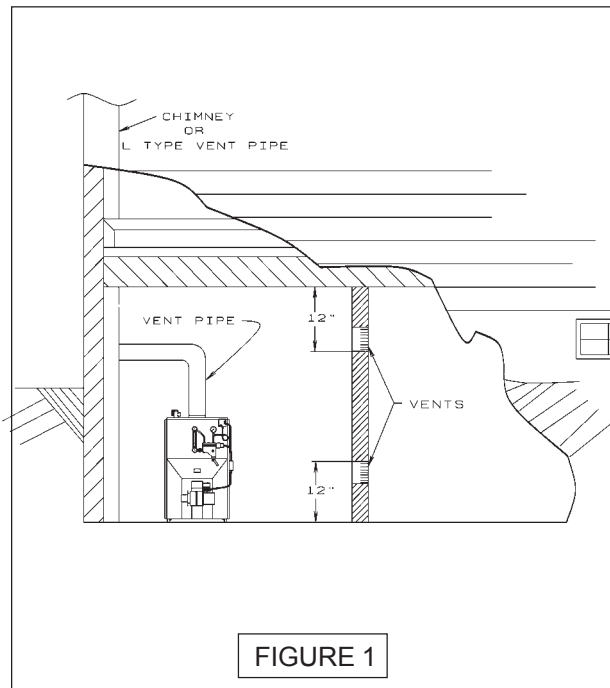 CHIMNEY
OR
L TYPE VENT PIPE
12"
VENT PIPE
VENTS
12"
FIGURE 1